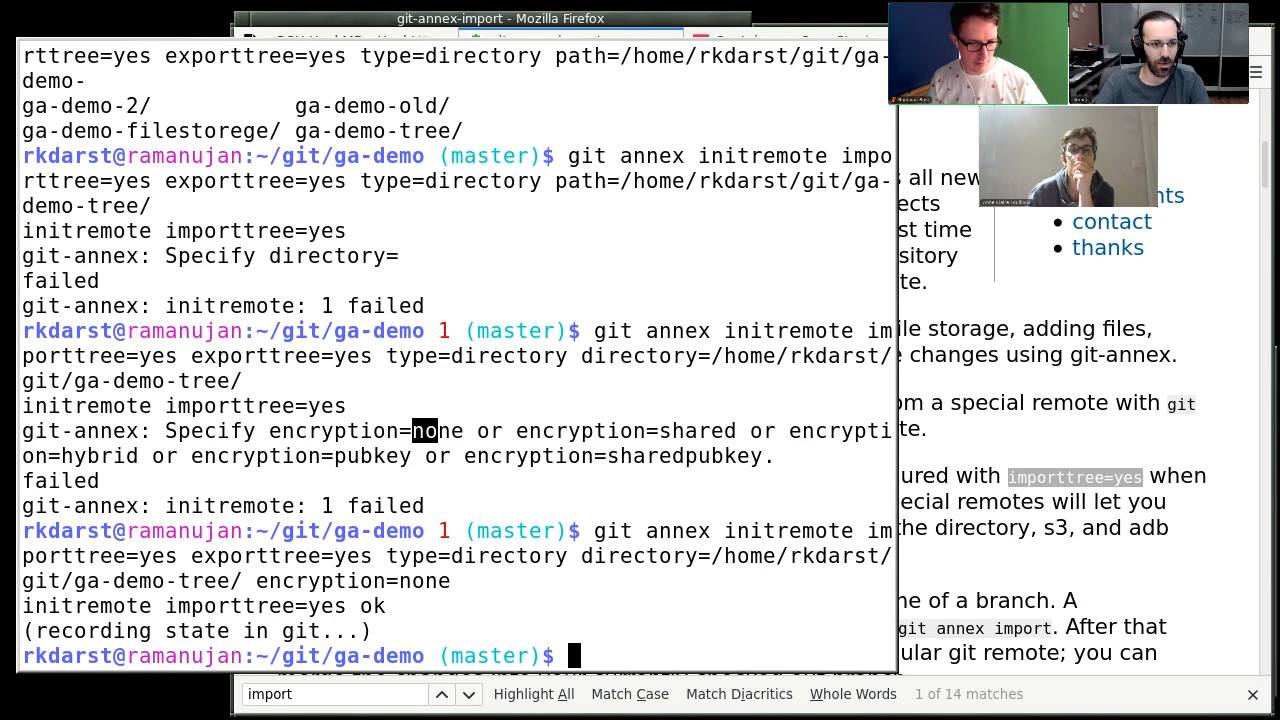 git-annex-import - Mozilla Firefox
rttree=yes exporttree=yes type=directory path=/home/rkdarst/git/ga-
demo-
ga-demo-2/ ga-demo-old/
ga-demo-filestorege/ ga-demo-tree/
rkdarst@ramanujan:~/git/ga-demo (master)$ git annex initremote impo
rttree=yes exporttree=yes type=directory path=/home/rkdarst/git/ga-
demo-tree/
initremote importtree=yes
git-annex: Specify directory=
failed
git-annex: initremote: 1 failed
rkdarst@ramanujan:~/git/ga-demo 1 (master)$ git annex initremote im
porttree=yes exporttree=yes type=directory directory=/home/rkdarst/
git/ga-demo-tree/
initremote importtree=yes
git-annex: Specify encryption=none or encryption=shared or encrypti
on=hybrid or encryption=pubkey or encryption=sharedpubkey.
failed
git-annex: initremote: 1 failed
rkdarst@ramanujan:~/git/ga-demo 1 (master)$ git annex initremote im
porttree=yes exporttree=yes type=directory directory=/home/rkdarst/
git/ga-demo-tree/ encryption=none
initremote importtree=yes ok
(recording state in git...)
rkdarst@ramanujan:~/git/ga-demo (master)$
s all new
ects
st time
sitory
te.
nts
contact
thanks
ile storage, adding files,
e changes using git-annex.
om a special remote with git
te.
ured with importtree=yes when
ecial remotes will let you
the directory, s3, and adb
ne of a branch. A
git annex import. After that
ular git remote; you can
import
Highlight All Match Case Match Diacritics Whole Words 1 of 14 matches